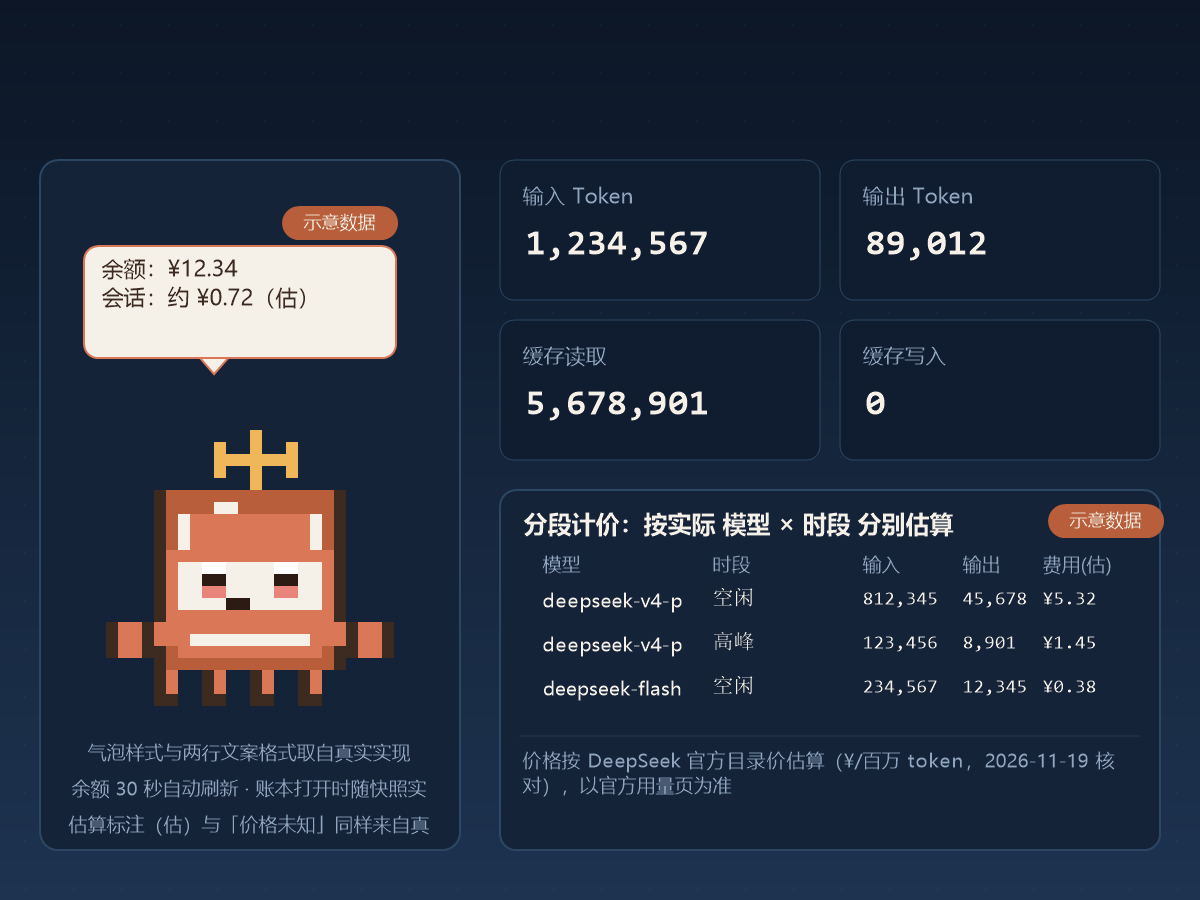 示意数据
余额：¥12.34
会话：约 ¥0.72（估）
气泡样式与两行文案格式取自真实实现
余额 30 秒自动刷新 · 账本打开时随快照实
估算标注（估）与「价格未知」同样来自真
输入 Token
1,234,567
输出 Token
89,012
缓存读取
5,678,901
缓存写入
0
分段计价：按实际 模型 × 时段 分别估算
示意数据
模型 时段 输入 输出 费用(估)
deepseek-v4-p 空闲 812,345 45,678 ¥5.32
deepseek-v4-p 高峰 123,456 8,901 ¥1.45
deepseek-flash 空闲 234,567 12,345 ¥0.38
价格按 DeepSeek 官方目录价估算（¥/百万 token，2026-11-19 核
对），以官方用量页为准